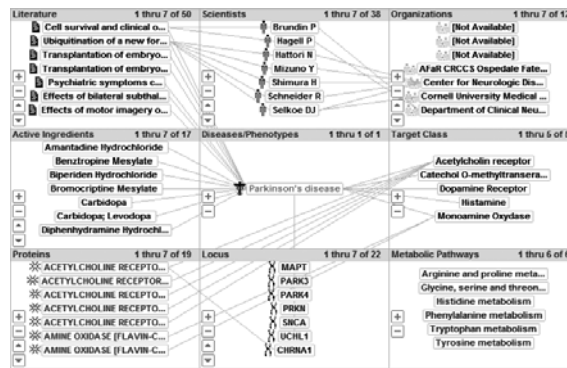 Literature 1 thru 7 of 50
Cell survival and clinical o...
Ubiquitination of a new for...
Transplantation of embryo...
Transplantation of embryo...
Psychiatric symptoms c...
Effects of bilateral subthal...
Effects of motor imagery o...
Scientists 1 thru 7 of 38
Brundin P
Hagell P
Hattori N
Mizuno Y
Shimura H
Schneider R
Selkoe DJ
Organizations 1 thru 7 of 17
[Not Available]
[Not Available]
[Not Available]
AFaR CRCCS Ospedale Fate...
Center for Neurologic Dis...
Cornell University Medical ...
Department of Clinical Neu...
Active Ingredients 1 thru 7 of 17
Amantadine Hydrochloride
Benztropine Mesylate
Biperiden Hydrochloride
Bromocriptine Mesylate
Carbidopa
Carbidopa; Levodopa
Diphenhydramine Hydrochl...
Diseases/Phenotypes 1 thru 1 of 1
Parkinson's disease
Target Class 1 thru 5 of 5
Acetylcholin receptor
Catechol O-methyltransera...
Dopamine Receptor
Histamine
Monoamine Oxydase
Proteins 1 thru 7 of 19
ACETYLCHOLINE RECEPTO...
ACETYLCHOLINE RECEPTOR...
ACETYLCHOLINE RECEPTO...
ACETYLCHOLINE RECEPTO...
ACETYLCHOLINE RECEPTO...
AMINE OXIDASE [FLAVIN-C...
AMINE OXIDASE [FLAVIN-C...
Locus 1 thru 7 of 22
MAPT
PARK3
PARK4
PRKN
SNCA
UCHL1
CHRNA1
Metabolic Pathways 1 thru 6 of 6
Arginine and proline meta...
Glycine, serine and threon...
Histidine metabolism
Phenylalanine metabolism
Tryptophan metabolism
Tyrosine metabolism